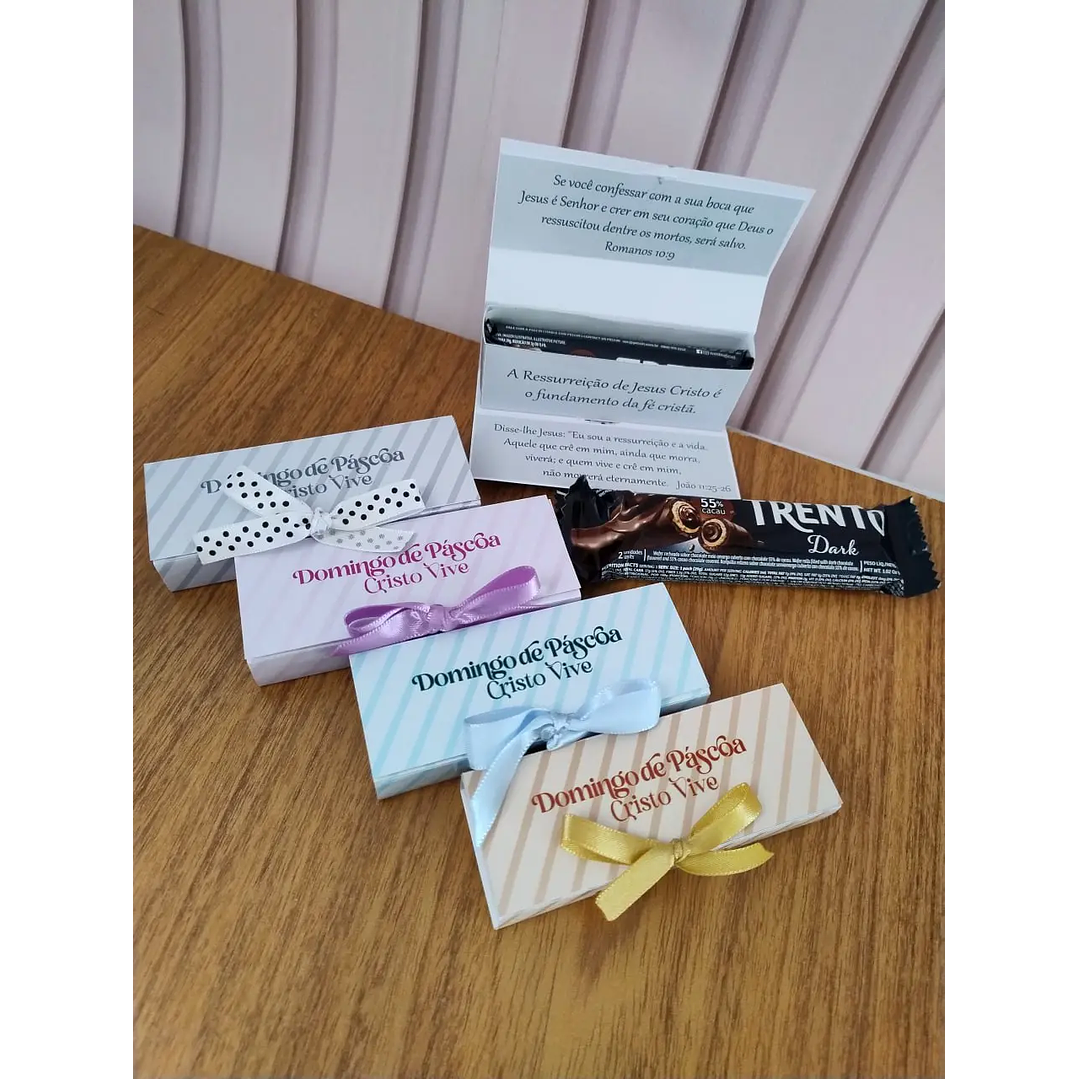 Se você confessar com a sua boca que
Jesus é Senhor e crer em seu coração que Deus o
ressuscitou dentre os mortos, será salvo.
Romanos 10:9
A Ressurreição de Jesus Cristo é
o fundamento da fé cristã.
Disse-lhe Jesus: "Eu sou a ressurreição e a vida.
Aquele que crê em mim, ainda que morra,
viverá; e quem vive e crê em mim,
não morrerá eternamente. João 11:25-26
Domingo de Páscoa
Cristo Vive
Domingo de Páscoa
Cristo Vive
Domingo de Páscoa
Cristo Vive
Domingo de Páscoa
Cristo Vive
55%
cacau
TRENTO
Dark
2 unidades
units